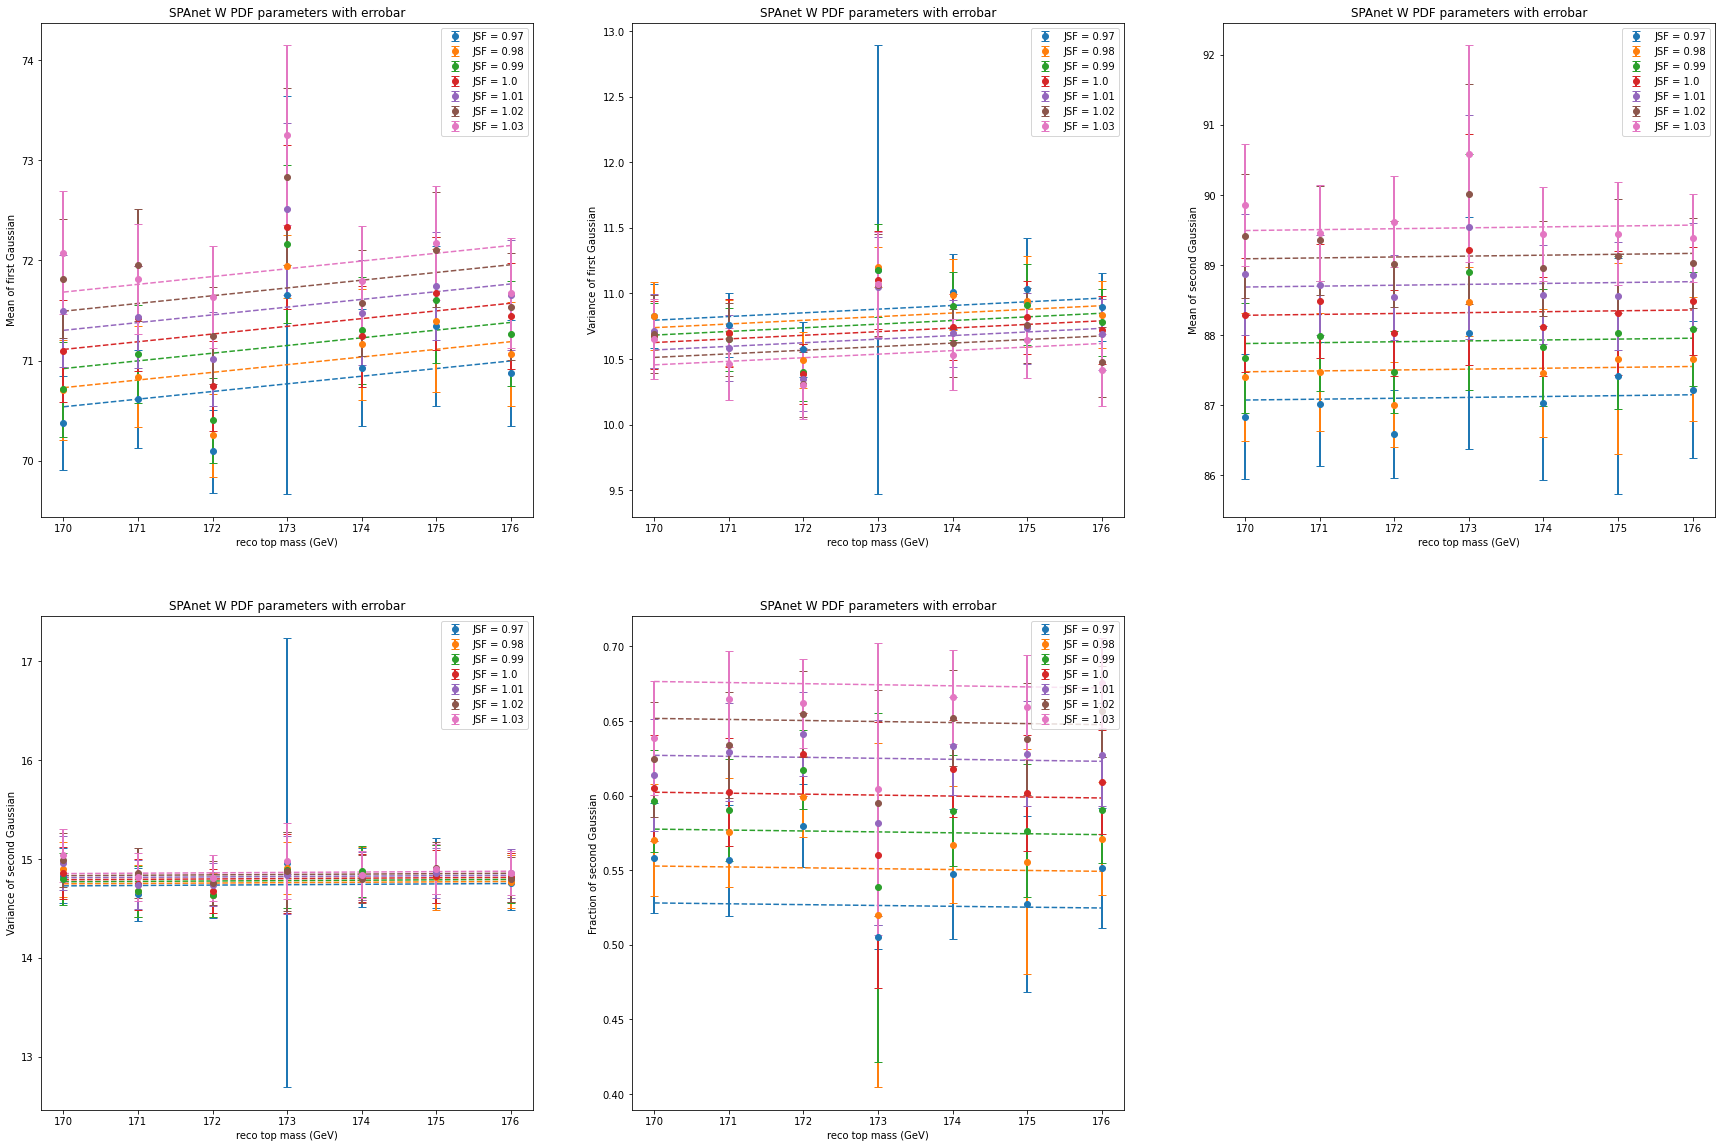 SPAnet W PDF parameters with errobar
JSF = 0.97
JSF = 0.98
JSF = 0.99
JSF = 1.0
JSF = 1.01
JSF = 1.02
JSF = 1.03
74
73
72
71
70
Mean of first Gaussian
170 171 172 173 174 175 176
reco top mass (GeV)
SPAnet W PDF parameters with errobar
JSF = 0.97
JSF = 0.98
JSF = 0.99
JSF = 1.0
JSF = 1.01
JSF = 1.02
JSF = 1.03
13.0
12.5
12.0
11.5
11.0
10.5
10.0
9.5
Variance of first Gaussian
170 171 172 173 174 175 176
reco top mass (GeV)
SPAnet W PDF parameters with errobar
JSF = 0.97
JSF = 0.98
JSF = 0.99
JSF = 1.0
JSF = 1.01
JSF = 1.02
JSF = 1.03
92
91
90
89
88
87
86
Mean of second Gaussian
170 171 172 173 174 175 176
reco top mass (GeV)
SPAnet W PDF parameters with errobar
JSF = 0.97
JSF = 0.98
JSF = 0.99
JSF = 1.0
JSF = 1.01
JSF = 1.02
JSF = 1.03
17
16
15
14
13
Variance of second Gaussian
170 171 172 173 174 175 176
reco top mass (GeV)
SPAnet W PDF parameters with errobar
JSF = 0.97
JSF = 0.98
JSF = 0.99
JSF = 1.0
JSF = 1.01
JSF = 1.02
JSF = 1.03
0.70
0.65
0.60
0.55
0.50
0.45
0.40
Fraction of second Gaussian
170 171 172 173 174 175 176
reco top mass (GeV)